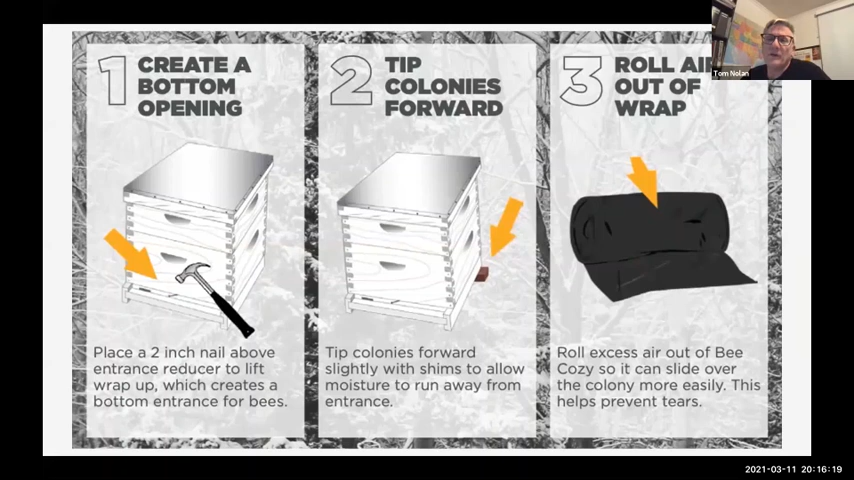 1 CREATE A
BOTTOM
OPENING
Place a 2 inch nail above
entrance reducer to lift
wrap up, which creates a
bottom entrance for bees.
2 TIP
COLONIES
FORWARD
Tip colonies forward
slightly with shims to allow
moisture to run away from
entrance.
3 ROLL AIR
OUT OF
WRAP
Roll excess air out of Bee
Cozy so it can slide over
the colony more easily. This
helps prevent tears.
Tom Nolan
2021-03-11 20:16:19